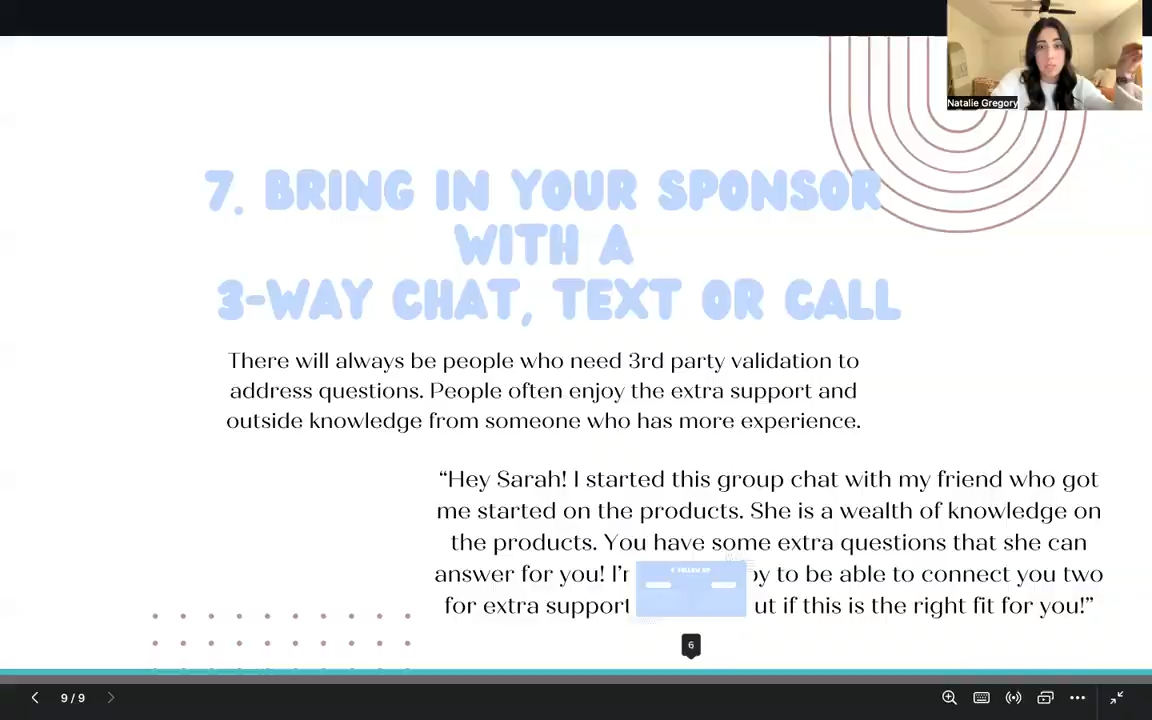 Natalie Gregory
7. BRING IN YOUR SPONSOR
WITH A
3-WAY CHAT, TEXT OR CALL
There will always be people who need 3rd party validation to
address questions. People often enjoy the extra support and
outside knowledge from someone who has more experience.
“Hey Sarah! I started this group chat with my friend who got
me started on the products. She is a wealth of knowledge on
the products. You have some extra questions that she can
answer for you! to be able to connect you two
for extra support if this is the right fit for you!”
FOLLOW UP
6
9 / 9